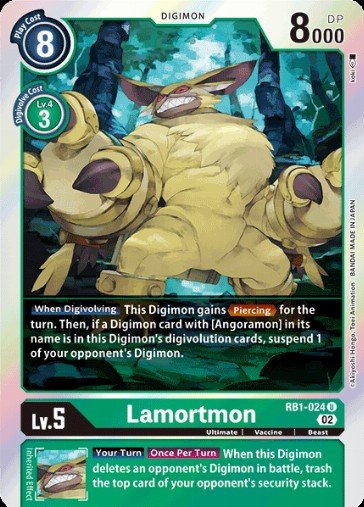 DIGIMON
Play Cost
8
DP
8000
Digivolve Cost
Lv.4
3
koki
©Akiyoshi Hongo, Toei Animation BANDAI MADE IN JAPAN
When Digivolving This Digimon gains Piercing for the
turn. Then, if a Digimon card with [Angoramon] in its
name is in this Digimon's digivolution cards, suspend 1
of your opponent's Digimon.
RB1-024 U
02
Lv.5
Lamortmon
Ultimate Vaccine Beast
Inherited Effect
Your Turn Once Per Turn When this Digimon
deletes an opponent's Digimon in battle, trash
the top card of your opponent's security stack.